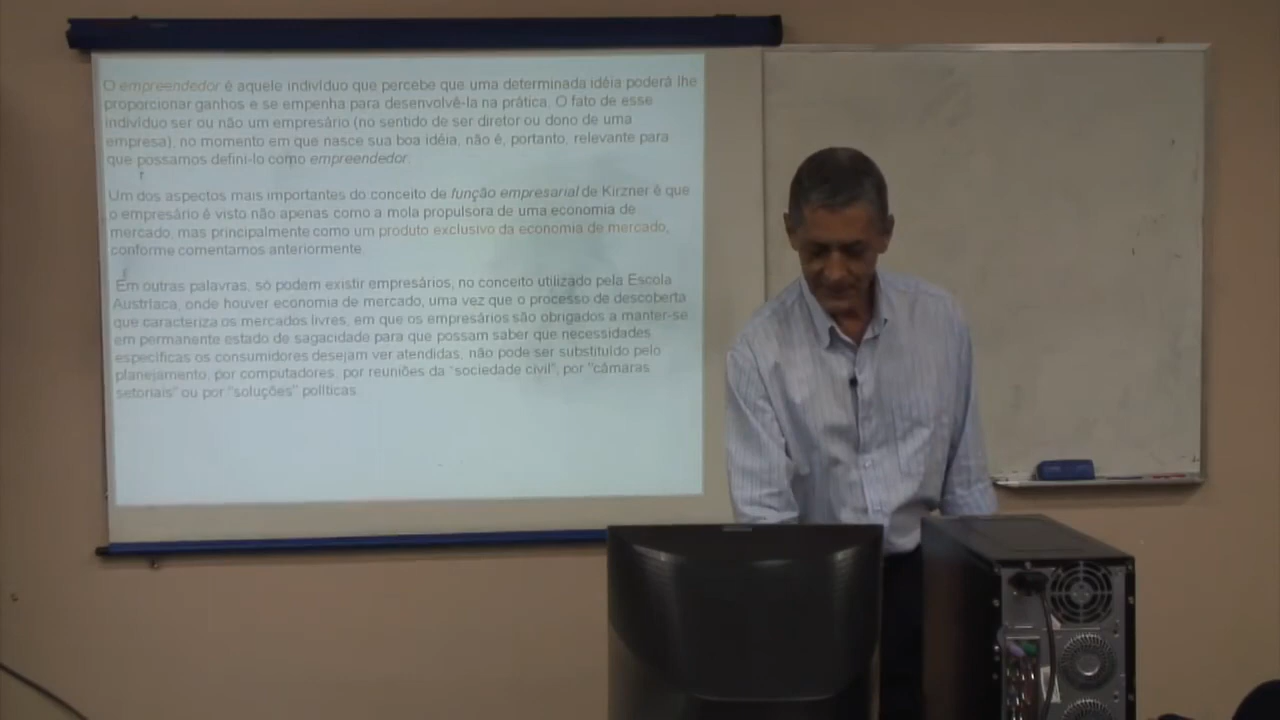 O empreendedor é aquele indivíduo que percebe que uma determinada idéia poderá lhe
proporcionar ganhos e se empenha para desenvolvê-la na prática. O fato de esse
indivíduo ser ou não um empresário (no sentido de ser diretor ou dono de uma
empresa), no momento em que nasce sua boa idéia, não é, portanto, relevante para
que possamos defini-lo como empreendedor.
Um dos aspectos mais importantes do conceito de função empresarial de Kirzner é que
o empresário é visto não apenas como a mola propulsora de uma economia de
mercado, mas principalmente como um produto exclusivo da economia de mercado,
conforme comentamos anteriormente.
Em outras palavras, só podem existir empresários, no conceito utilizado pela Escola
Austríaca, onde houver economia de mercado, uma vez que o processo de descoberta
que caracteriza os mercados livres, em que os empresários são obrigados a manter-se
em permanente estado de sagacidade para que possam saber que necessidades
específicas os consumidores desejam ver atendidas, não pode ser substituído pelo
planejamento, por computadores, por reuniões da "sociedade civil", por "câmaras
setoriais" ou por "soluções" políticas.